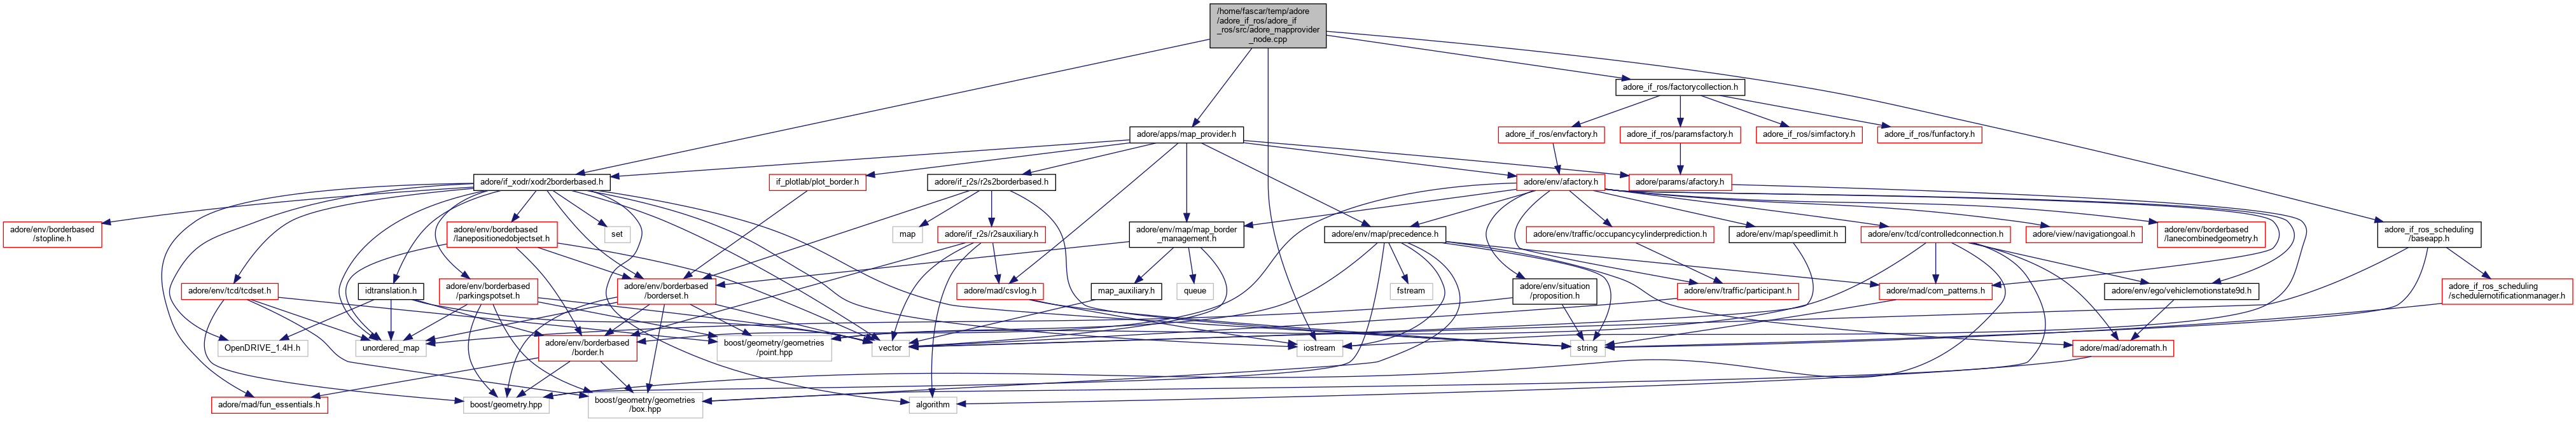 /home/fascar/temp/adore
/adore_if_ros/adore_if
_ros/src/adore_mapprovider
_node.cpp
adore_if_ros/factorycollection.h
adore/apps/map_provider.h
adore_if_ros/envfactory.h
adore_if_ros/paramsfactory.h
adore_if_ros/simfactory.h
adore_if_ros/funfactory.h
adore/if_xodr/xodr2borderbased.h
if_plotlab/plot_border.h
adore/if_r2s/r2s2borderbased.h
adore/env/afactory.h
adore/params/afactory.h
adore/env/borderbased
/stopline.h
adore/env/borderbased
/lanepositionedobjectset.h
set
map
adore/if_r2s/r2sauxiliary.h
adore/env/map/map_border
_management.h
adore/env/map/precedence.h
adore/env/traffic/occupancycylinderprediction.h
adore/env/map/speedlimit.h
adore/env/tcd/controlledconnection.h
adore/view/navigationgoal.h
adore/env/borderbased
/lanecombinedgeometry.h
adore_if_ros_scheduling
/baseapp.h
adore/env/tcd/tcdset.h
idtranslation.h
adore/env/borderbased
/parkingspotset.h
adore/env/borderbased
/borderset.h
adore/mad/csvlog.h
map_auxiliary.h
queue
fstream
adore/env/situation
/proposition.h
adore/env/traffic/participant.h
adore/mad/com_patterns.h
adore/env/ego/vehiclemotionstate9d.h
adore_if_ros_scheduling
/schedulernotificationmanager.h
OpenDRIVE_1.4H.h
unordered_map
adore/env/borderbased
/border.h
boost/geometry/geometries
/point.hpp
vector
iostream
string
adore/mad/adoremath.h
adore/mad/fun_essentials.h
boost/geometry.hpp
boost/geometry/geometries
/box.hpp
algorithm